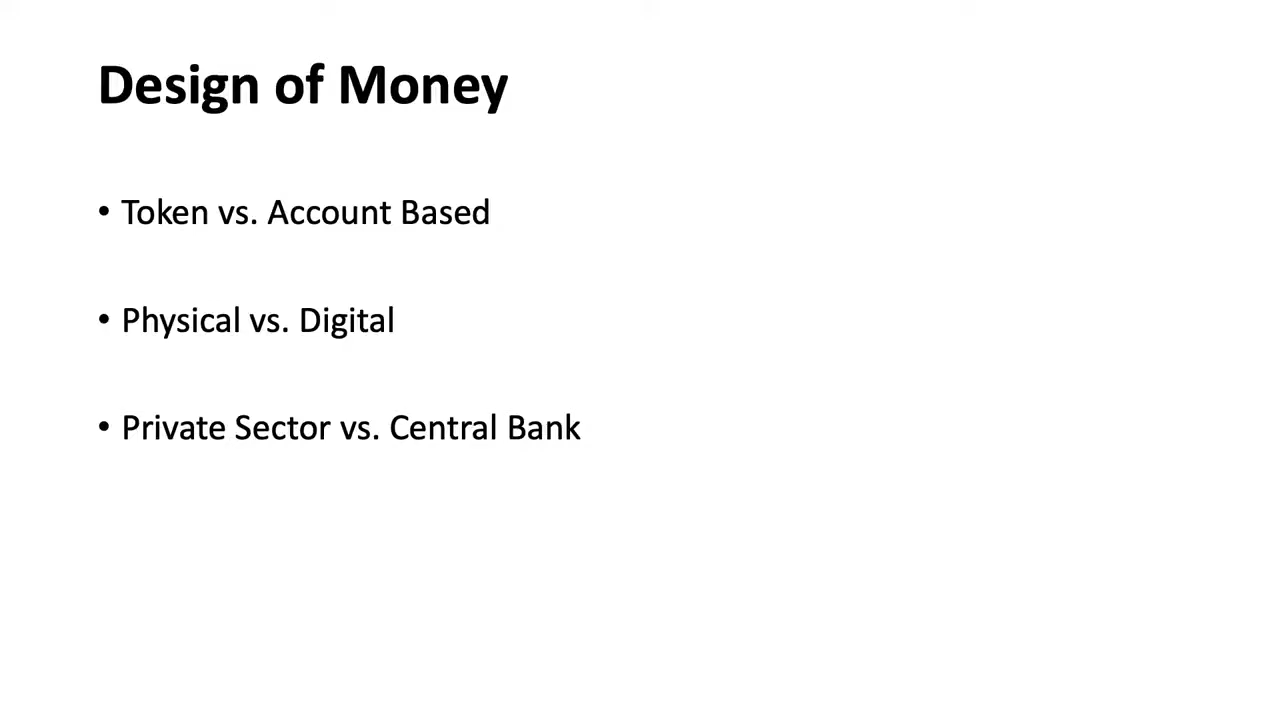 Design of Money
• Token vs. Account Based
• Physical vs. Digital
• Private Sector vs. Central Bank